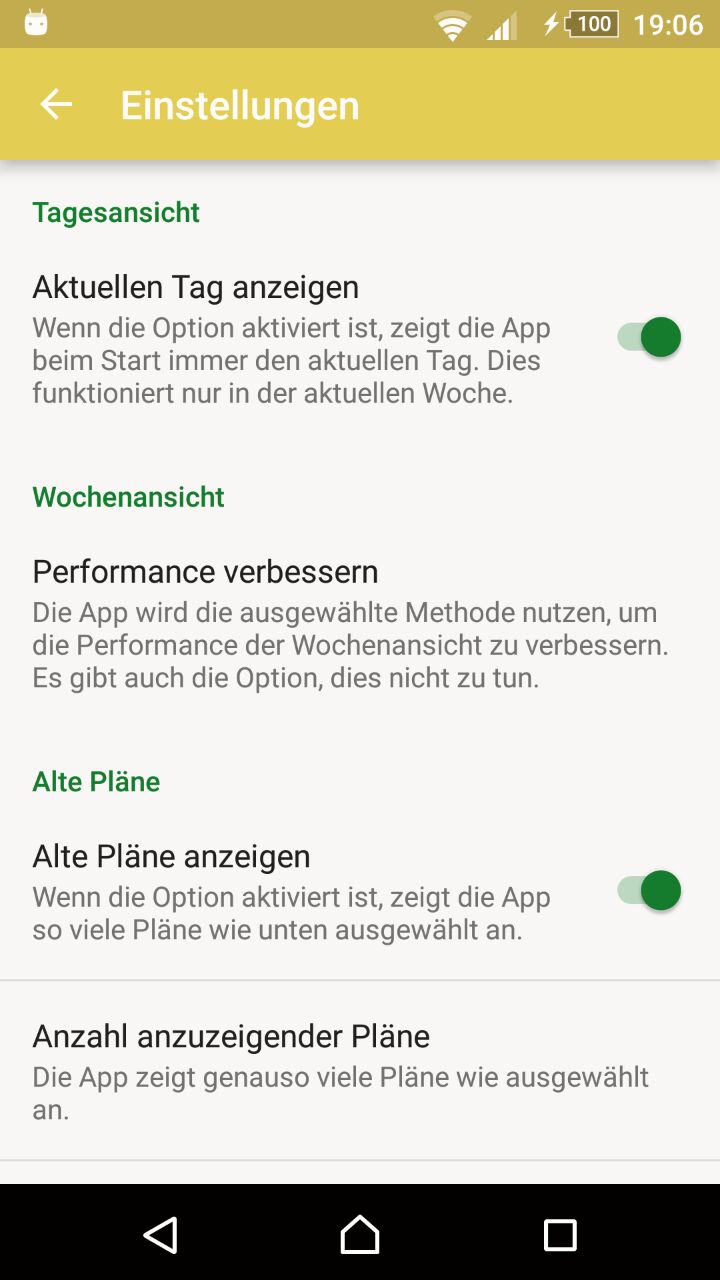 100 19:06
Einstellungen
Tagesansicht
Aktuellen Tag anzeigen
Wenn die Option aktiviert ist, zeigt die App
beim Start immer den aktuellen Tag. Dies
funktioniert nur in der aktuellen Woche.
Wochenansicht
Performance verbessern
Die App wird die ausgewählte Methode nutzen, um
die Performance der Wochenansicht zu verbessern.
Es gibt auch die Option, dies nicht zu tun.
Alte Pläne
Alte Pläne anzeigen
Wenn die Option aktiviert ist, zeigt die App
so viele Pläne wie unten ausgewählt an.
Anzahl anzuzeigender Pläne
Die App zeigt genauso viele Pläne wie ausgewählt
an.